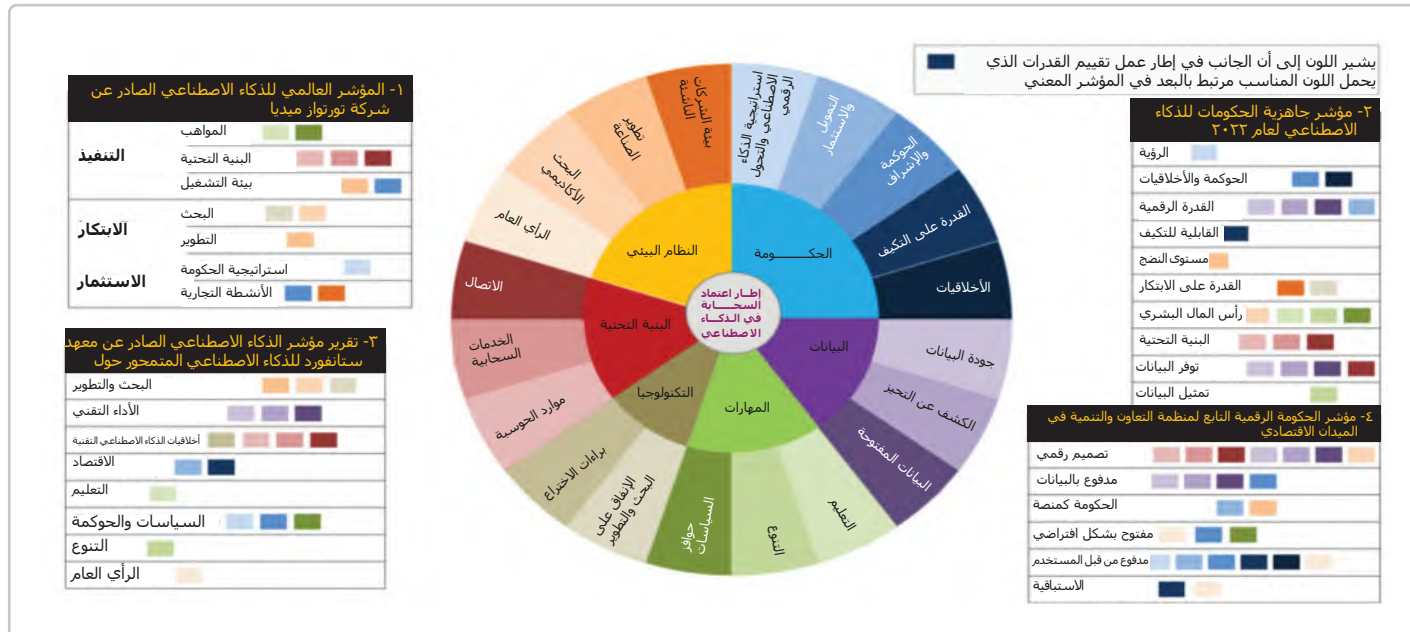 يشير اللون إلى أن الجانب في إطار عمل تقييم القدرات الذي
يحمل اللون المناسب مرتبط بالبعد في المؤشر المعني
١- المؤشر العالمي للذكاء الاصطناعي الصادر عن
شركة تورتواز ميديا
التنفيذ
المواهب
البنية التحتية
بيئة التشغيل
الابتكار
البحث
التطوير
الاستثمار
استراتيجية الحكومة
الأنشطة التجارية
٢- مؤشر جاهزية الحكومات للذكاء
الاصطناعي لعام ٢٠٢٢
الرؤية
الحوكمة والأخلاقيات
القدرة الرقمية
القابلية للتكيف
مستوى النضج
القدرة على الابتكار
رأس المال البشري
البنية التحتية
توفر البيانات
تمثيل البيانات
٣- تقرير مؤشر الذكاء الاصطناعي الصادر عن معهد
ستانفورد للذكاء الاصطناعي المتمحور حول
البحث والتطوير
الأداء التقني
أخلاقيات الذكاء الاصطناعي التقنية
الاقتصاد
التعليم
السياسات والحوكمة
التنوع
الرأي العام
٤- مؤشر الحكومة الرقمية التابع لمنظمة التعاون والتنمية في
الميدان الاقتصادي
تصميم رقمي
مدفوع بالبيانات
الحكومة كمنصة
مفتوح بشكل افتراضي
مدفوع من قبل المستخدم
الاستباقية
إطار اعتماد
السحابة
في الذكاء
الاصطناعي
الحكومة
استراتيجية الذكاء
الاصطناعي والتحول
الرقمي
التمويل
والاستثمار
الحوكمة
والإشراف
القدرة على التكيف
الأخلاقيات
البيانات
جودة البيانات
الكشف عن التحيز
البيانات المفتوحة
المهارات
التعليم
التنوع
حوافز
السياسات
التكنولوجيا
الإنفاق على
البحث والتطوير
براءات الاختراع
البنية التحتية
موارد الحوسبة
الخدمات
السحابية
الاتصال
النظام البيئي
الرأي العام
البحث
الأكاديمي
تطوير
الصناعة
بيئة الشركات
الناشئة